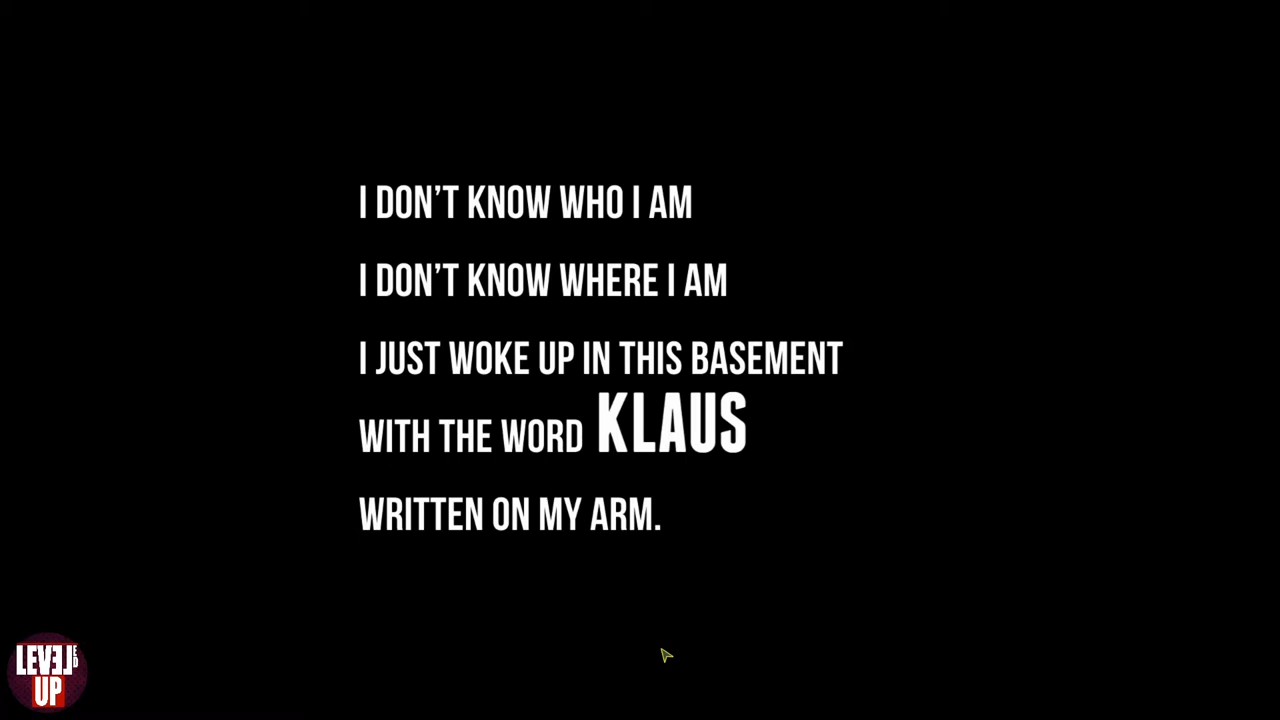 I DON'T KNOW WHO I AM
I DON'T KNOW WHERE I AM
I JUST WOKE UP IN THIS BASEMENT
WITH THE WORD KLAUS
WRITTEN ON MY ARM.
LEVELED
UP